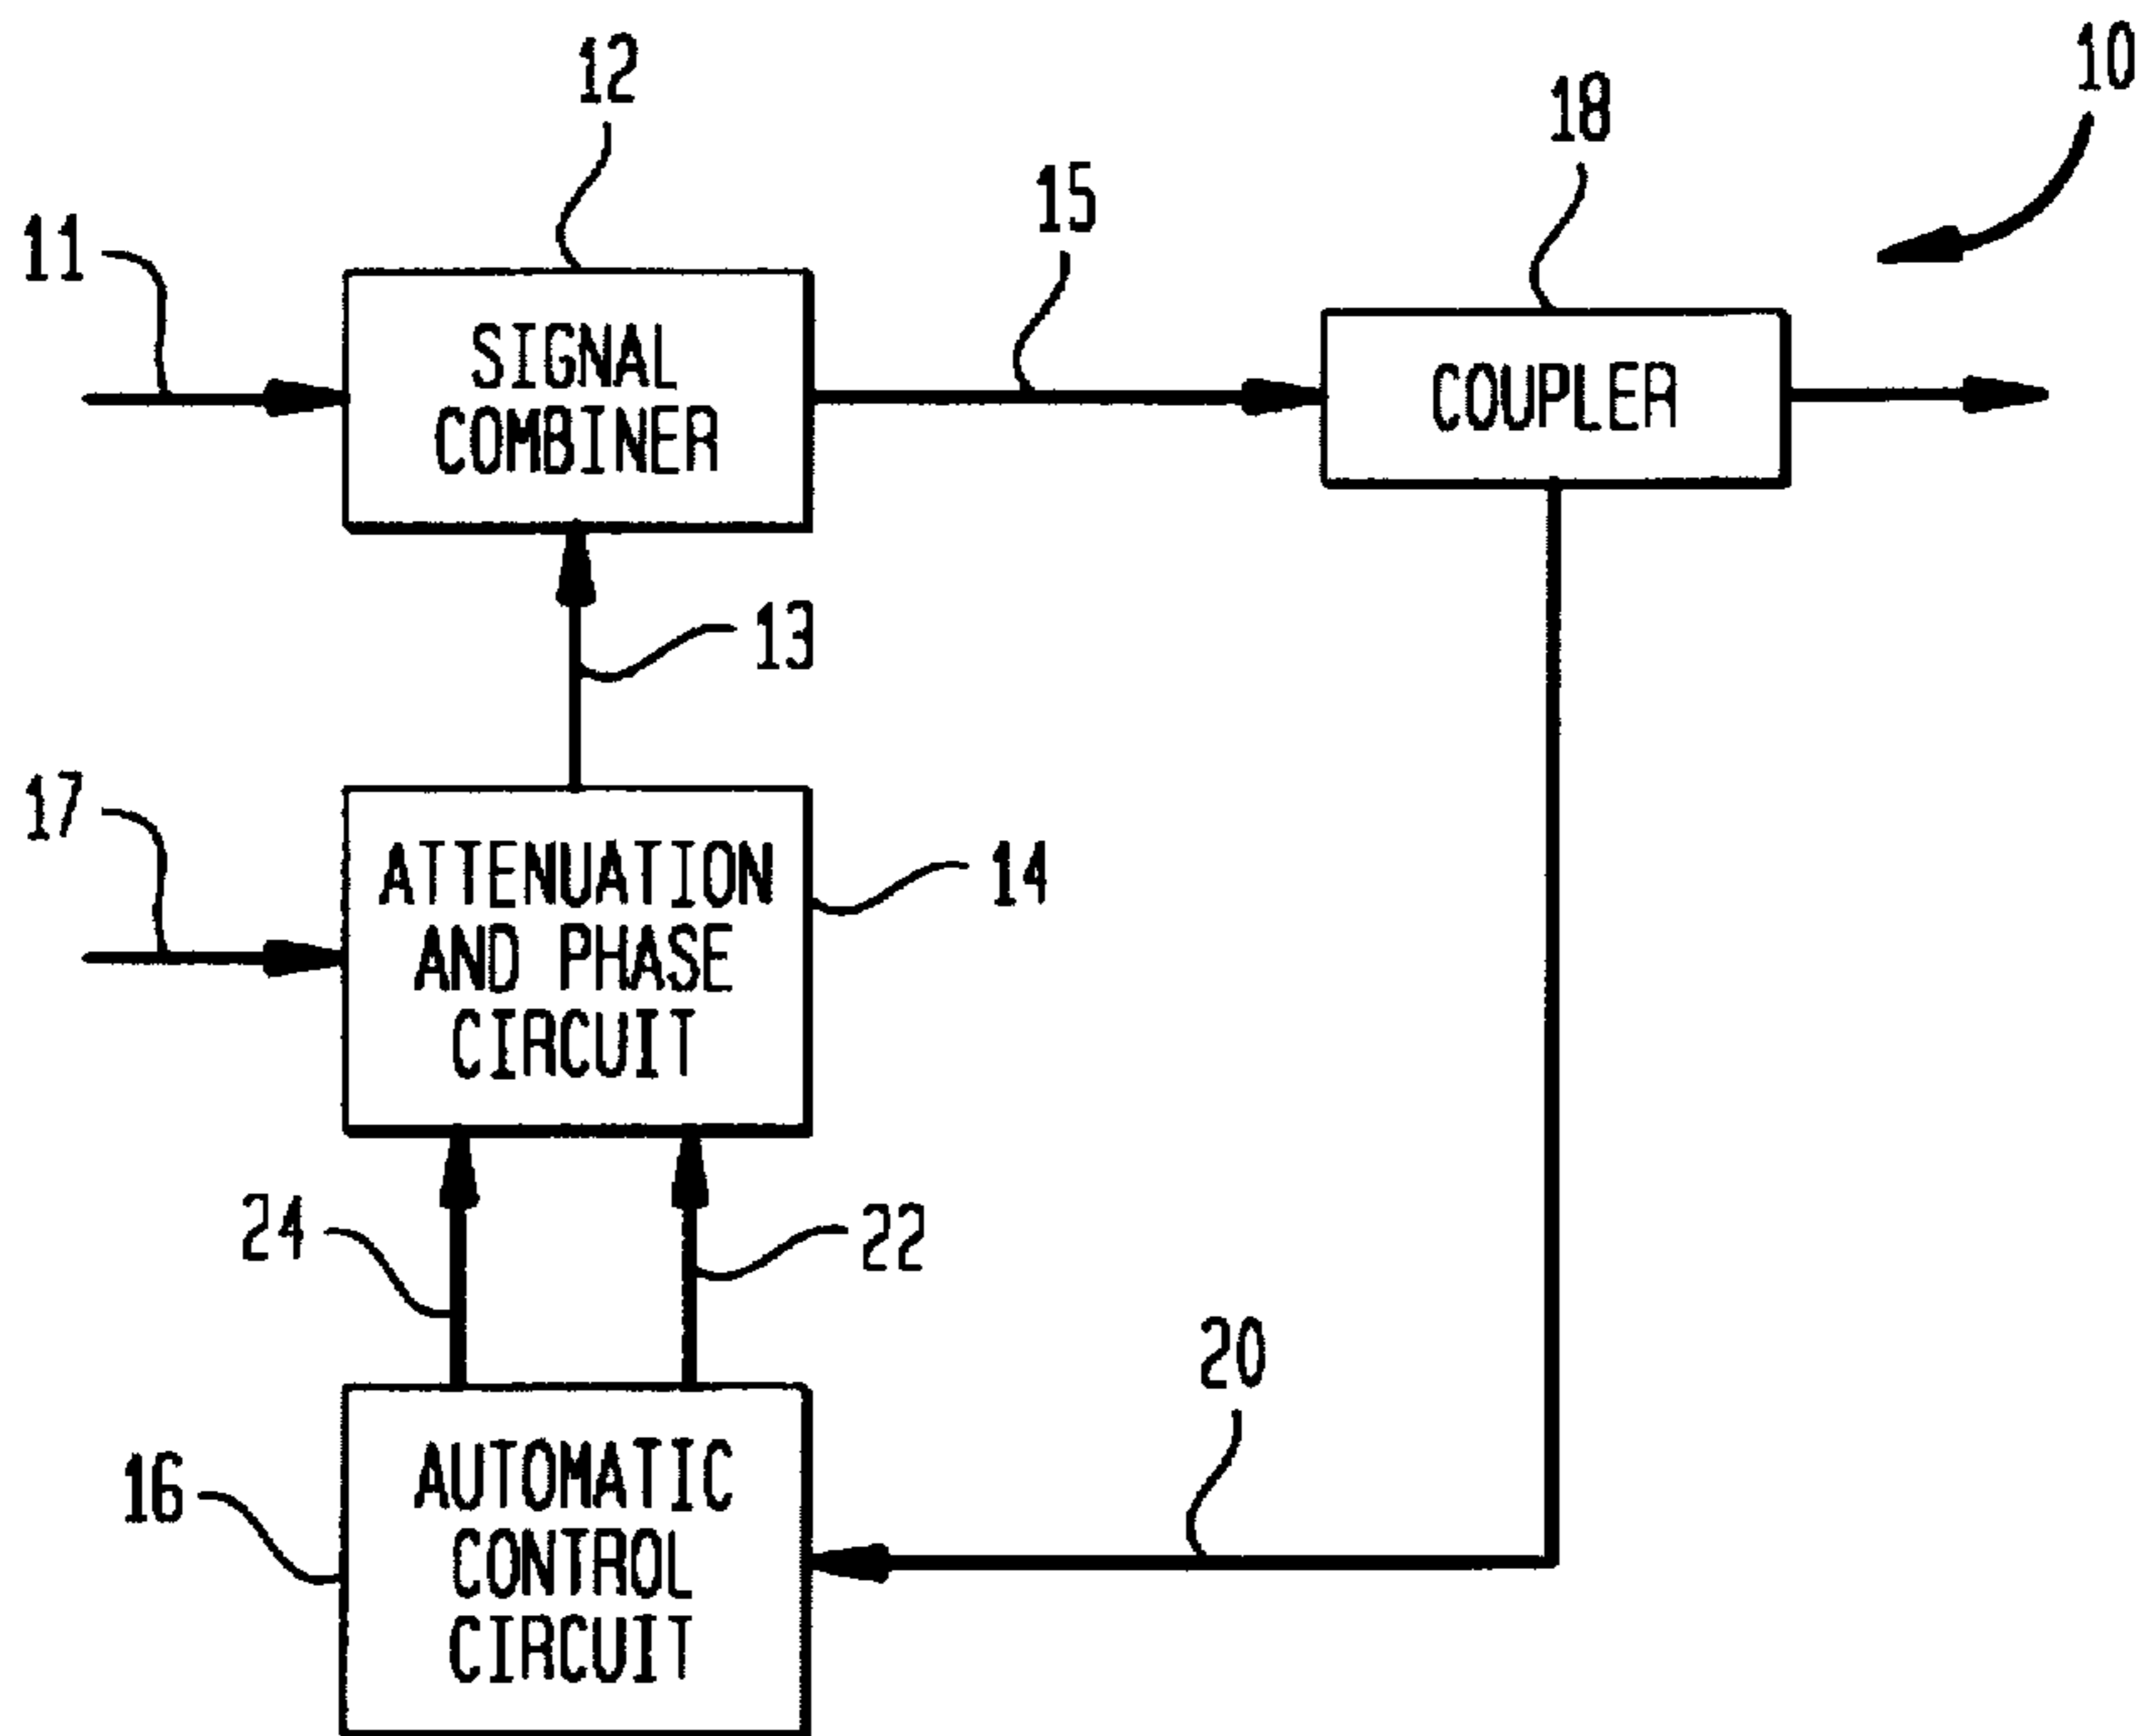 10
12
18
15
11
SIGNAL
COMBINER
COUPLER
13
17
ATTENUATION
AND PHASE
CIRCUIT
14
24
22
20
16
AUTOMATIC
CONTROL
CIRCUIT